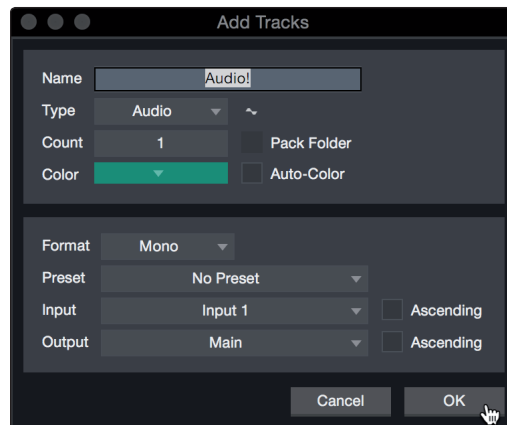 Add Tracks
Name Audio!
Type Audio
Count 1 Pack Folder
Color Auto-Color
Format Mono
Preset No Preset
Input Input 1 Ascending
Output Main Ascending
Cancel OK